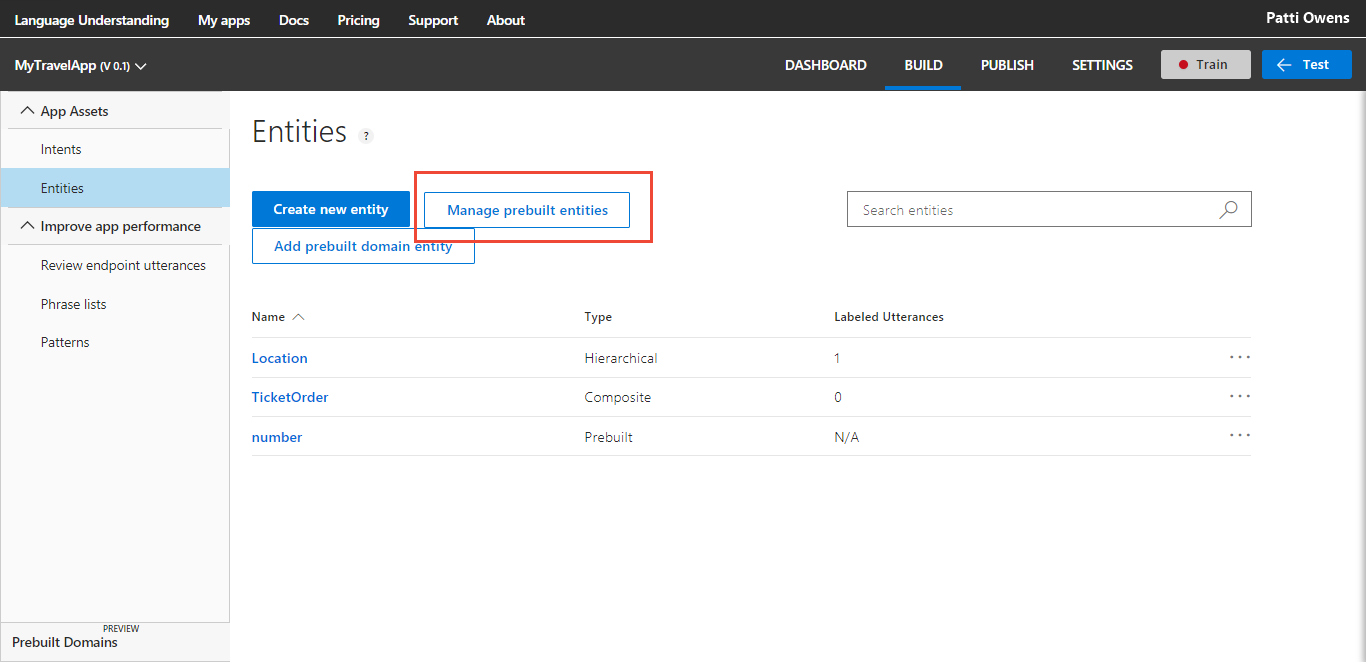 Language Understanding My apps Docs Pricing Support About Patti Owens
MyTravelApp (V 0.1) DASHBOARD BUILD PUBLISH SETTINGS Train Test
App Assets
Intents
Entities
Improve app performance
Review endpoint utterances
Phrase lists
Patterns
PREVIEW
Prebuilt Domains
Entities ?
Create new entity Manage prebuilt entities Search entities
Add prebuilt domain entity
Name Type Labeled Utterances
Location Hierarchical 1 ...
TicketOrder Composite 0 ...
number Prebuilt N/A ...